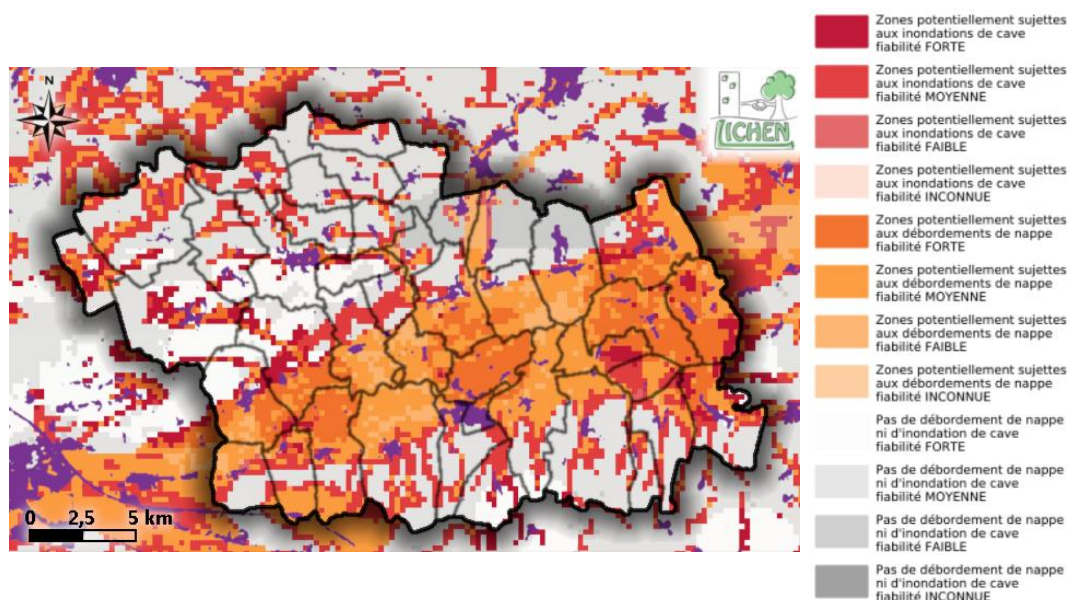 N
LICHEN
0 2,5 5 km
Zones potentiellement sujettes
aux inondations de cave
fiabilité FORTE
Zones potentiellement sujettes
aux inondations de cave
fiabilité MOYENNE
Zones potentiellement sujettes
aux inondations de cave
fiabilité FAIBLE
Zones potentiellement sujettes
aux inondations de cave
fiabilité INCONNUE
Zones potentiellement sujettes
aux débordements de nappe
fiabilité FORTE
Zones potentiellement sujettes
aux débordements de nappe
fiabilité MOYENNE
Zones potentiellement sujettes
aux débordements de nappe
fiabilité FAIBLE
Zones potentiellement sujettes
aux débordements de nappe
fiabilité INCONNUE
Pas de débordement de nappe
ni d'inondation de cave
fiabilité FORTE
Pas de débordement de nappe
ni d'inondation de cave
fiabilité MOYENNE
Pas de débordement de nappe
ni d'inondation de cave
fiabilité FAIBLE
Pas de débordement de nappe
ni d'inondation de cave
fiabilité INCONNUE